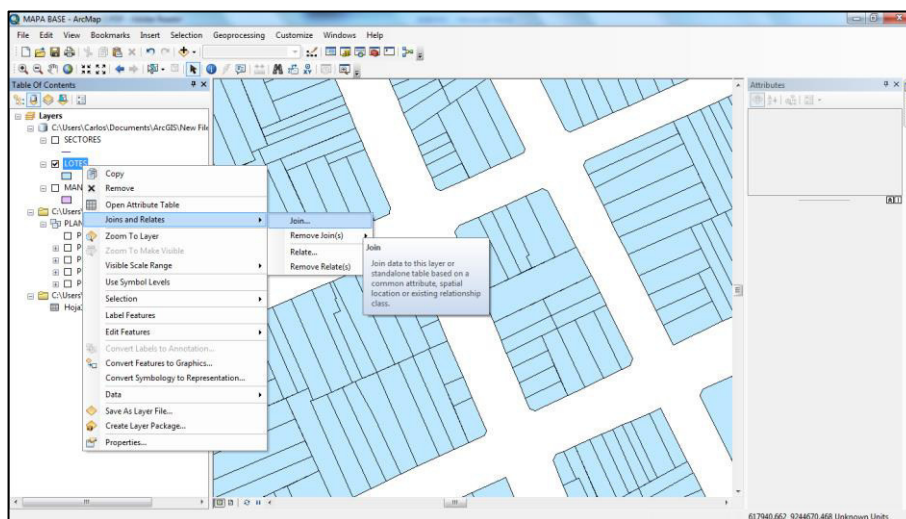 MAPA BASE - ArcMap
File Edit View Bookmarks Insert Selection Geoprocessing Customize Windows Help
Table Of Contents
Layers
C:\Users\Carlos\Documents\ArcGIS\New File
SECTORES
LOTES
MAN
C:\Users
PLAN
P
P
P
P
C:\Users
Hoja
Copy
Remove
Open Attribute Table
Joins and Relates
Zoom To Layer
Zoom To Make Visible
Visible Scale Range
Use Symbol Levels
Selection
Label Features
Edit Features
Convert Labels to Annotation...
Convert Features to Graphics...
Convert Symbology to Representation...
Data
Save As Layer File...
Create Layer Package...
Properties...
Join...
Remove Join(s)
Relate...
Remove Relate(s)
Join
Join data to this layer or
standalone table based on a
common attribute, spatial
location or existing relationship
class.
Attributes
617940.662 9244670.468 Unknown Units